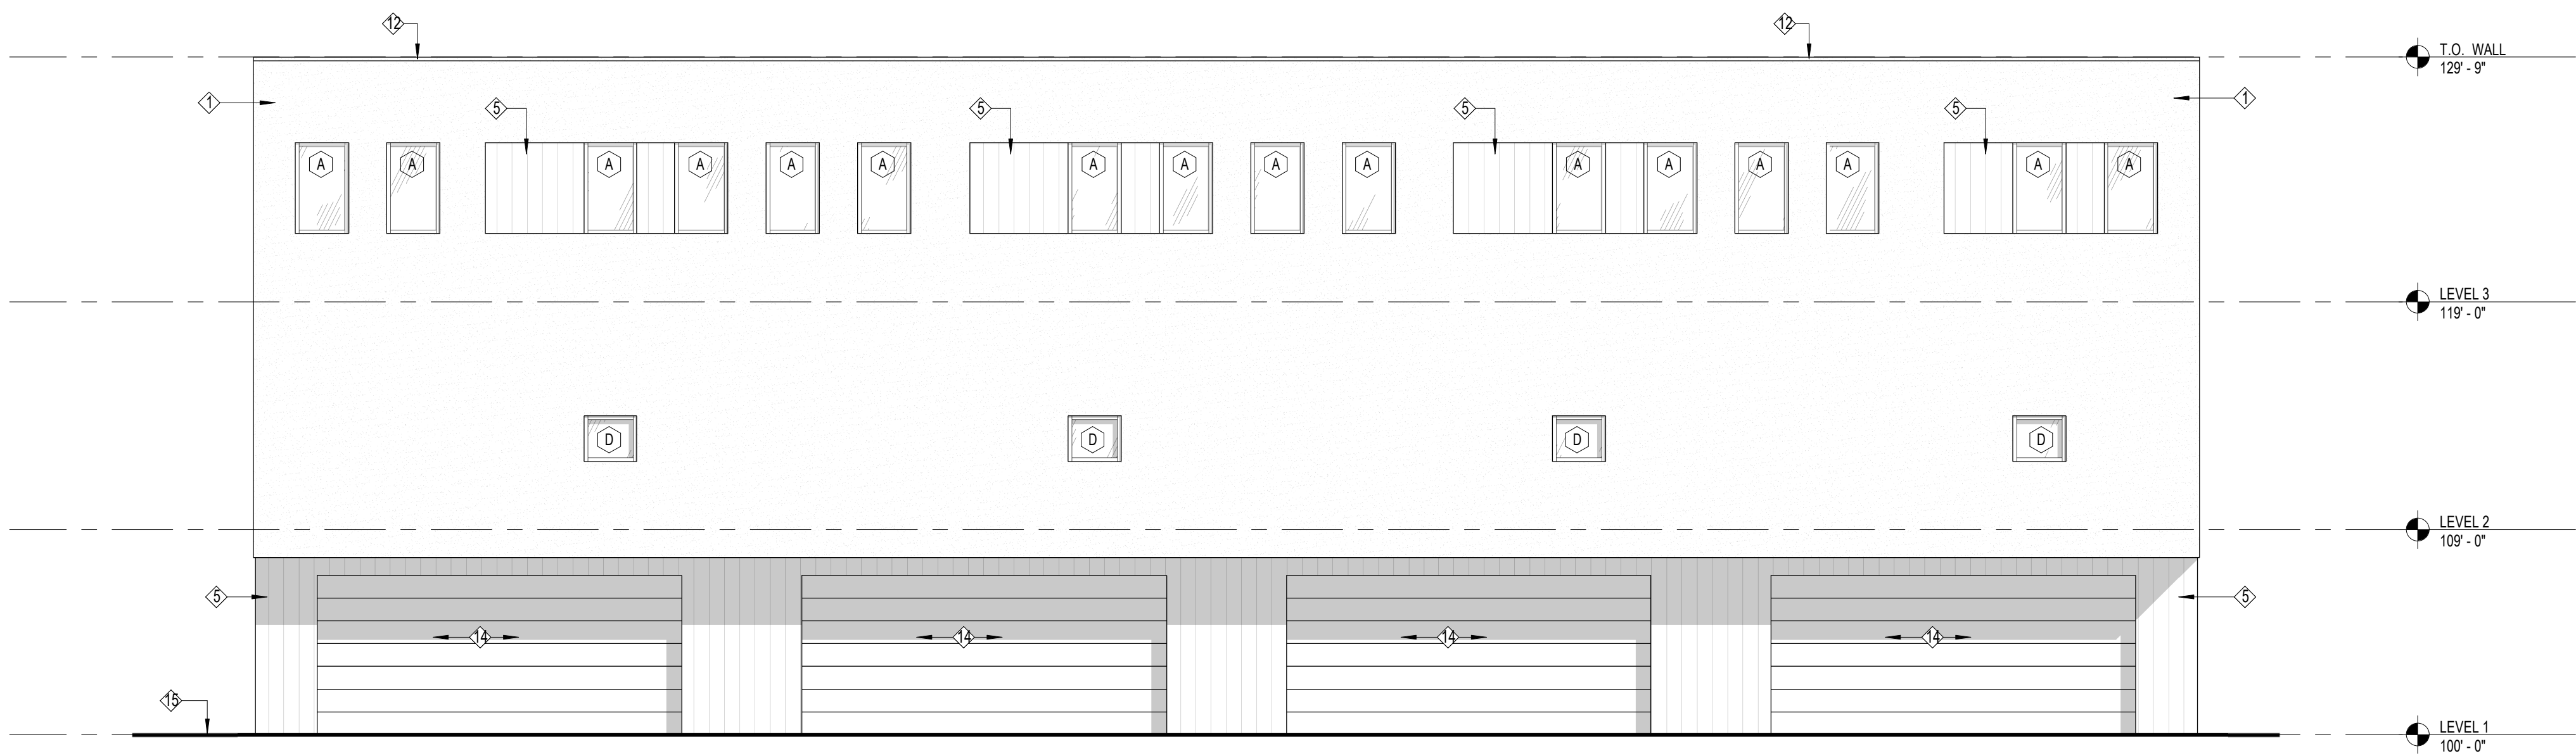 12 12
T.O. WALL
129' - 9"
1 5 5 5 5 1
A A A A A A A A A A A A A A
LEVEL 3
119' - 0"
D D D D
LEVEL 2
109' - 0"
5 5
14 14 14 14
15
LEVEL 1
100' - 0"